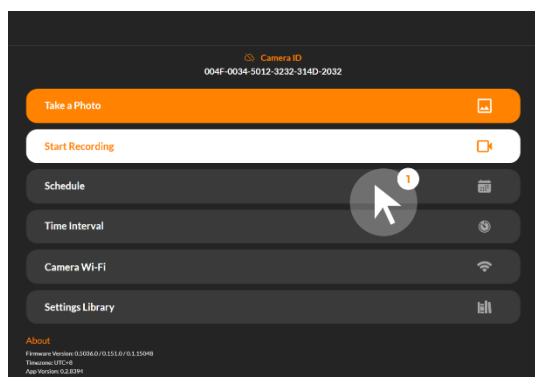 Camera ID
004F-0034-5012-3232-314D-2032
Take a Photo
Start Recording
Schedule
1
Time Interval
Camera Wi-Fi
Settings Library
About
Firmware Version: 0.5036.0 / 0.151.0 / 0.1.15048
Timezone: UTC+8
App Version: 0.2.8394